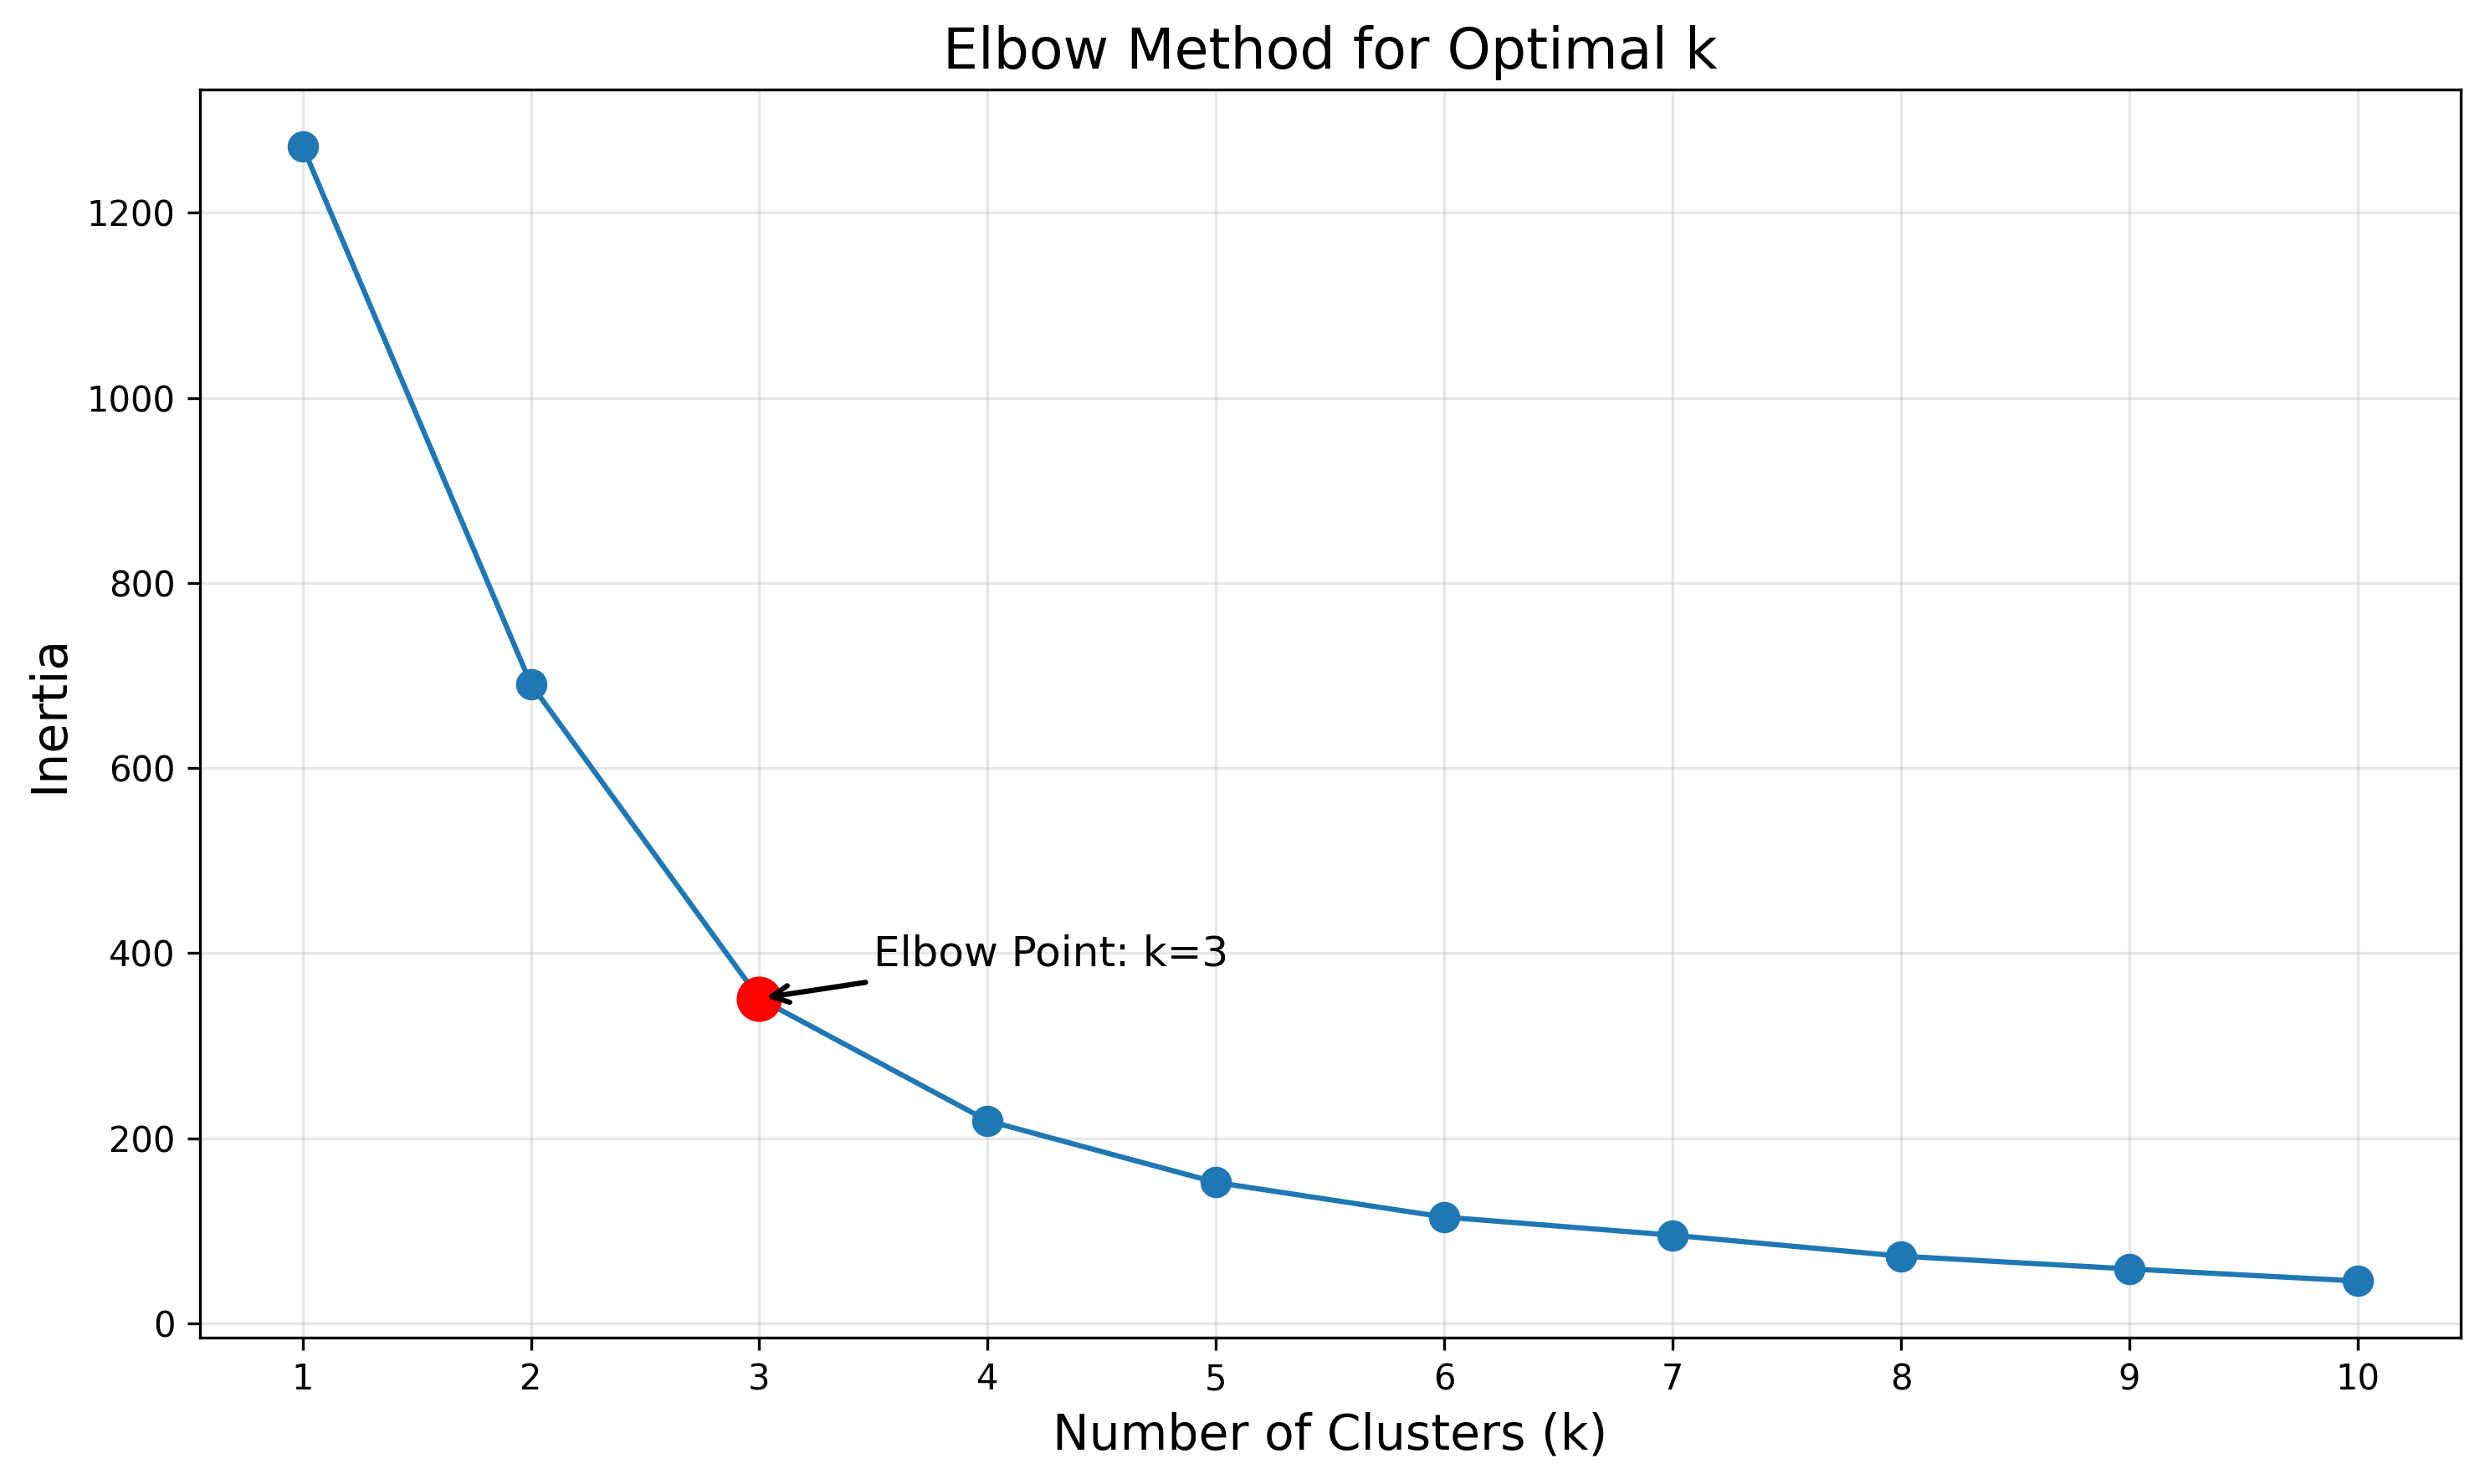 Elbow Method for Optimal k
Inertia
1200
1000
800
600
400
200
0
Elbow Point: k=3
1 2 3 4 5 6 7 8 9 10
Number of Clusters (k)